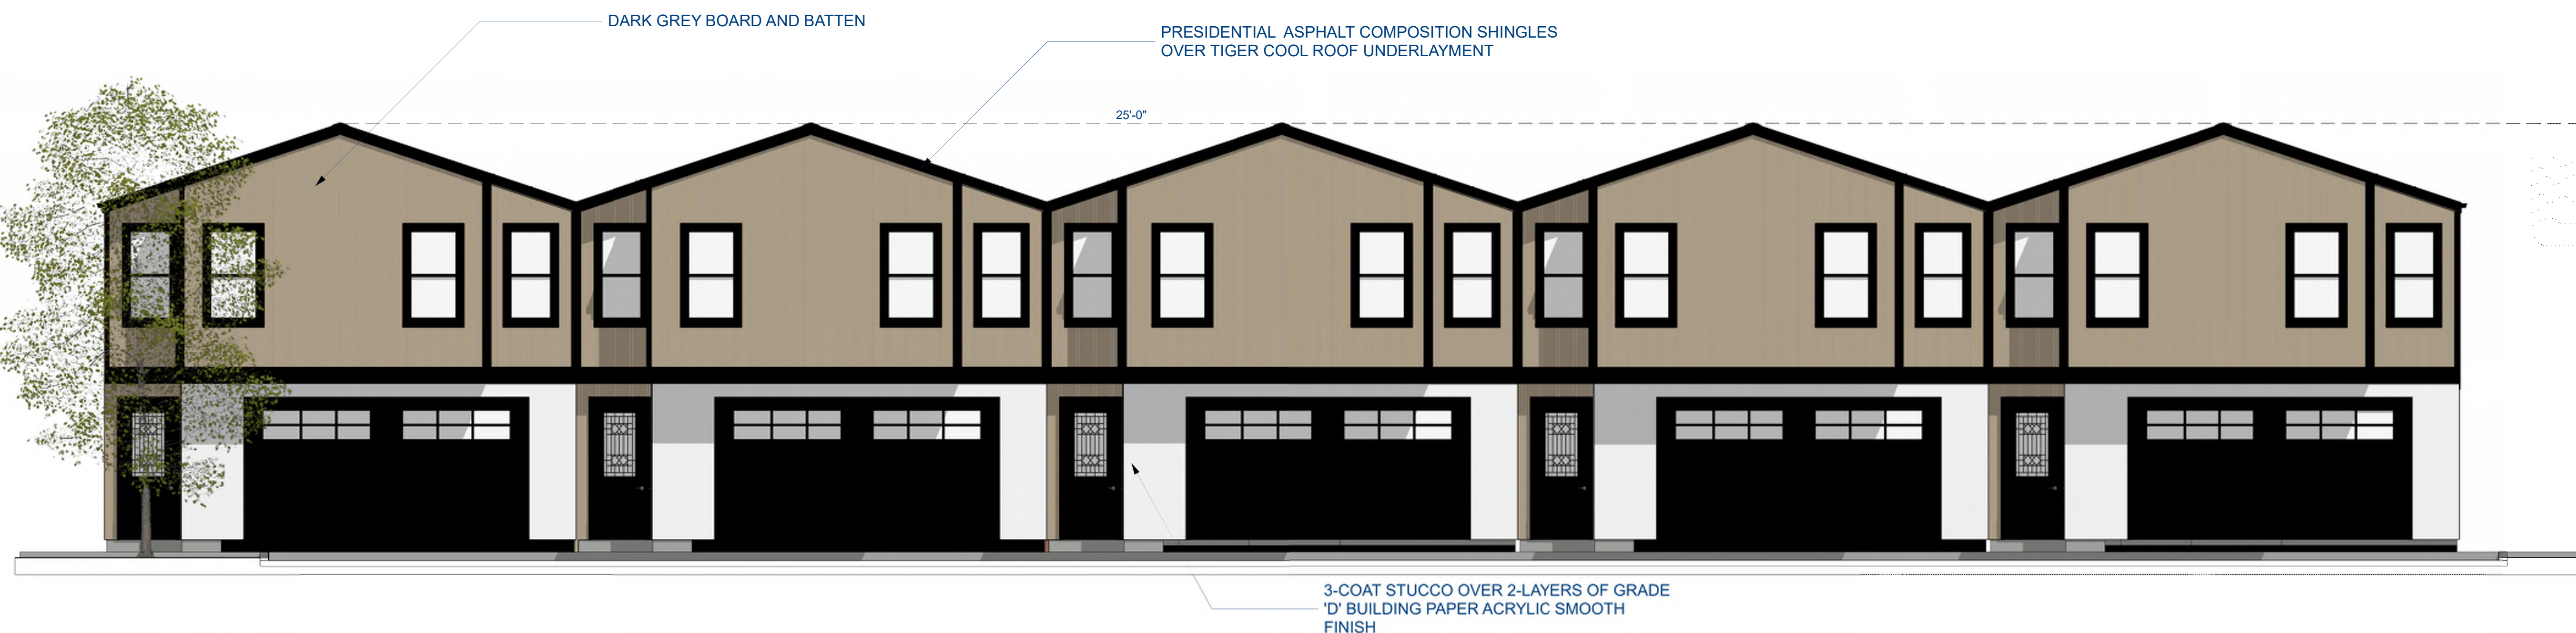 DARK GREY BOARD AND BATTEN
PRESIDENTIAL ASPHALT COMPOSITION SHINGLES
OVER TIGER COOL ROOF UNDERLAYMENT
25'-0"
3-COAT STUCCO OVER 2-LAYERS OF GRADE
'D' BUILDING PAPER ACRYLIC SMOOTH
FINISH